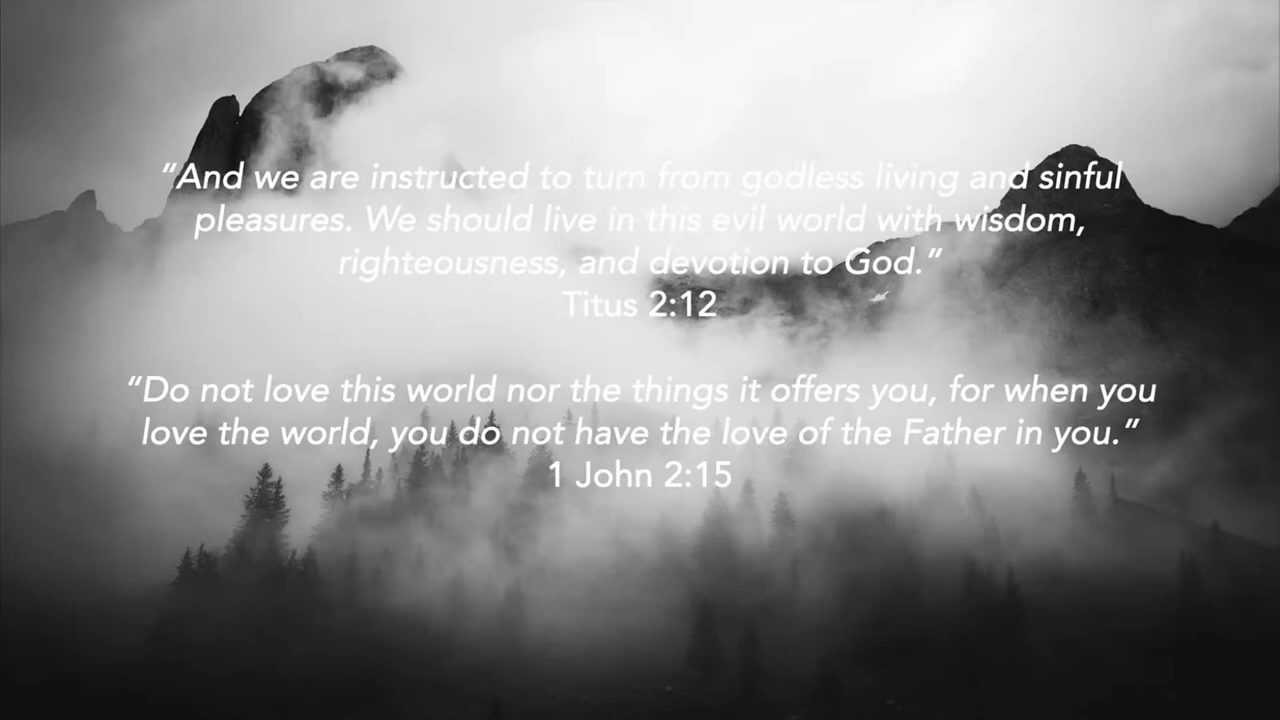 “And we are instructed to turn from godless living and sinful
pleasures. We should live in this evil world with wisdom,
righteousness, and devotion to God.”
Titus 2:12
“Do not love this world nor the things it offers you, for when you
love the world, you do not have the love of the Father in you.”
1 John 2:15